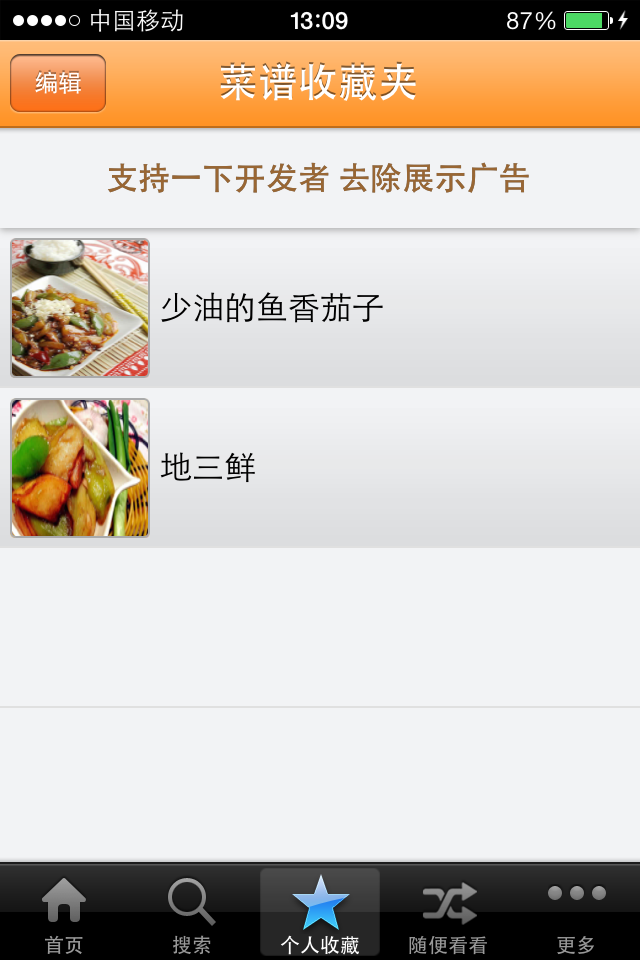 中国移动 13:09 87%
编辑 菜谱收藏夹
支持一下开发者 去除展示广告
少油的鱼香茄子
地三鲜
首页 搜索 个人收藏 随便看看 更多